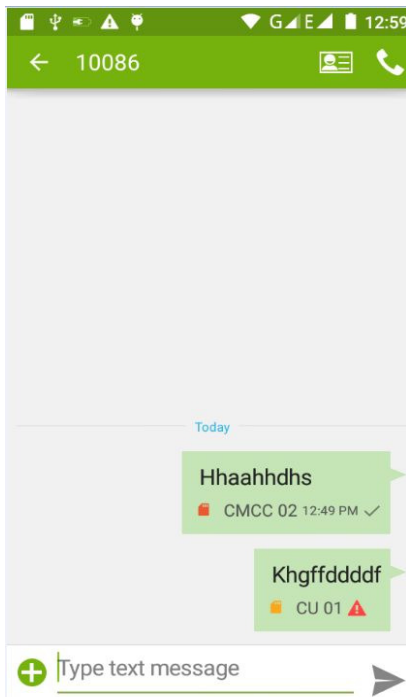 G E 12:59
10086
Today
Hhaahhdhs
CMCC 02 12:49 PM
Khgffddddf
CU 01
Type text message